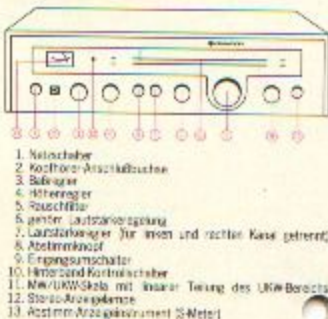 1. Netzschalter
2. Kopfhörer-Anschlußbuchse
3. Baßregler
4. Höhenregler
5. Rauschfilter
6. gehör. Lautstärkeregelung
7. Lautstärkeregler (für linken und rechten Kanal getrennt)
8. Abstimmknopf
9. Eingangsumschalter
10. Hinterband-Kontrollschalter
11. MW/UKW-Skala mit linearer Teilung des UKW-Bereichs
12. Stereo-Anzeigelampe
13. Abstimm-Anzeigeinstrument (S-Meter)